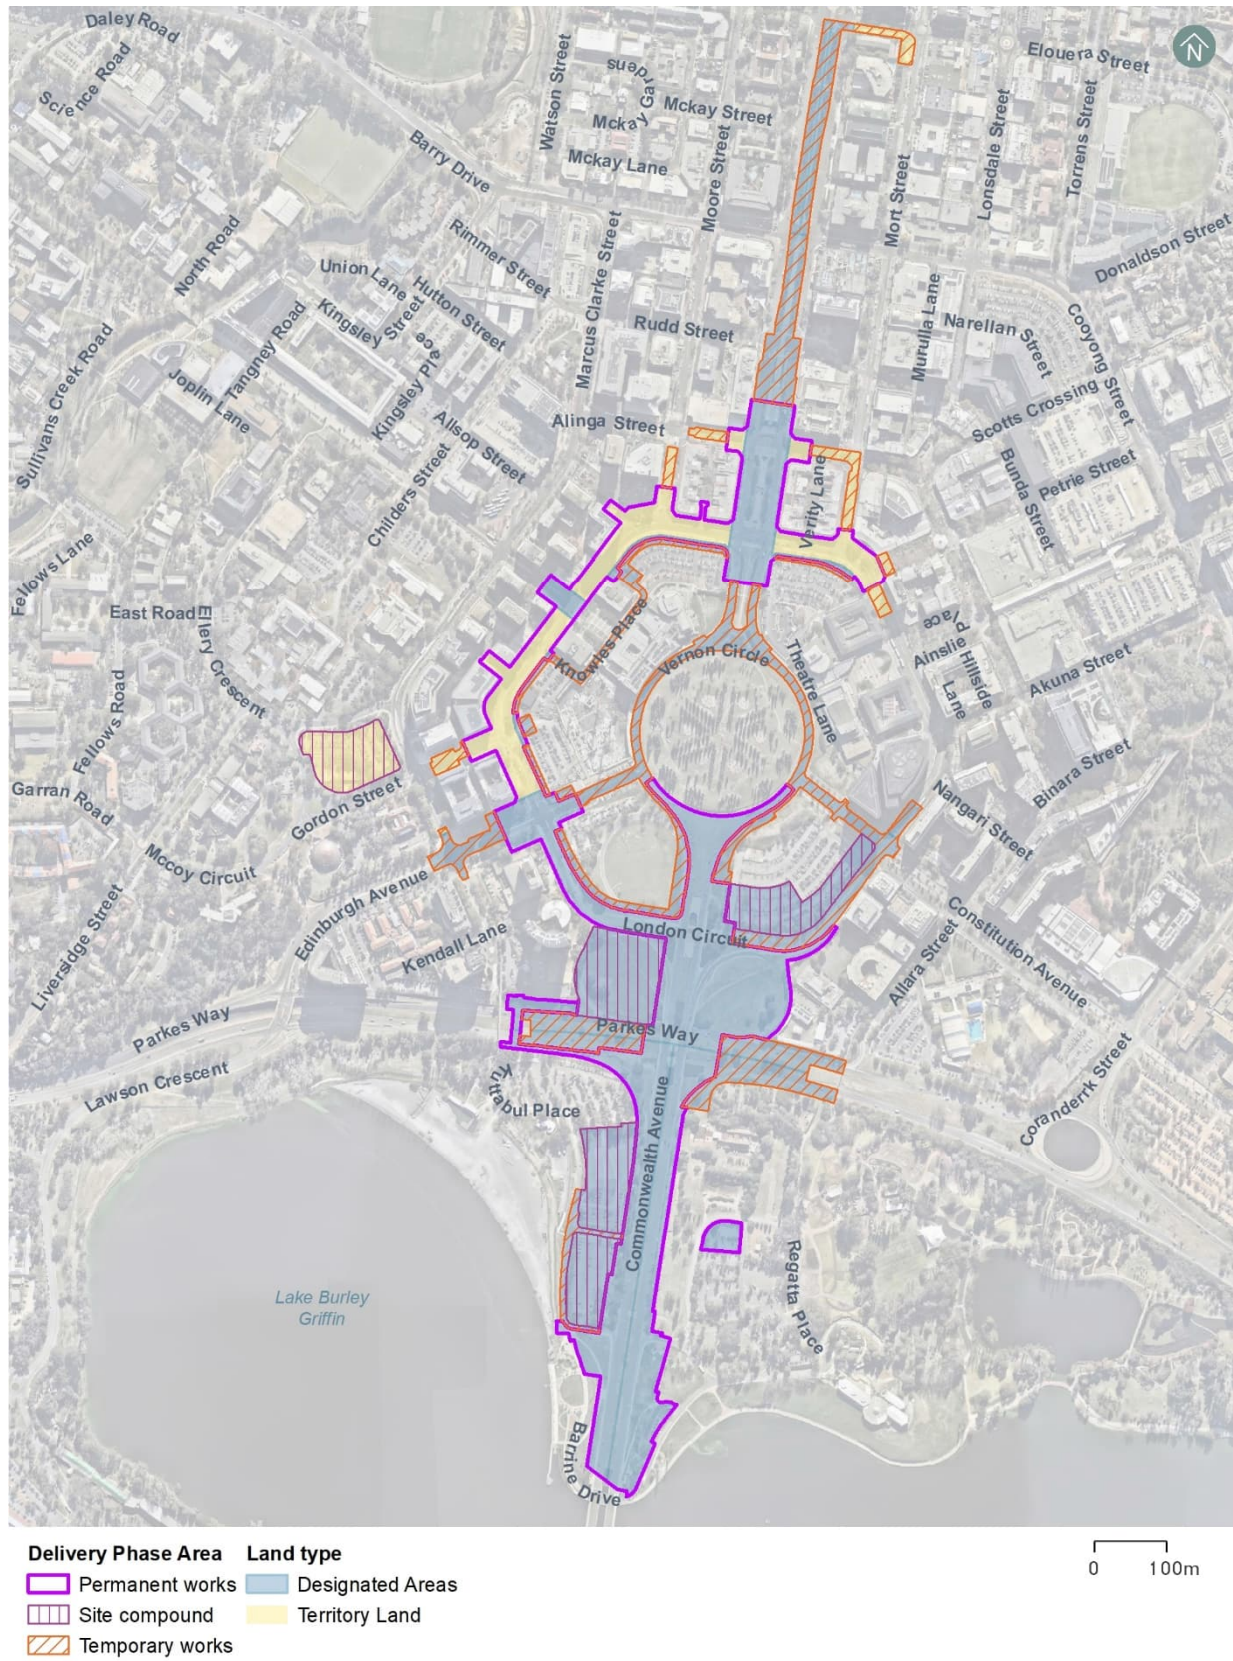 Daley Road
Science Road
Watson Street
Mckay Gardens
Mckay Street
Mckay Lane
Moore Street
Barry Drive
Elouera Street
Lonsdale Street
Torrens Street
Mort Street
Donaldson Street
North Road
Rimmer Street
Marcus Clarke Street
Union Lane
Hutton Street
Kingsley Street
Kingsley Place
Rudd Street
Murulla Lane
Narellan Street
Cooyong Street
Sullivans Creek Road
Tangney Road
Joplin Lane
Allsop Street
Alinga Street
Scotts Crossing
Petrie Street
Bunda Street
Childers Street
Verity Lane
Fellows Lane
East Road
Ellery Crescent
Knowles Place
Vernon Circle
Theatre Lane
Ainslie Place
Hillside Lane
Akuna Street
Fellows Road
Garran Road
Gordon Street
Binara Street
Nangari Street
Mccoy Circuit
Edinburgh Avenue
Liversidge Street
Kendall Lane
London Circuit
Allara Street
Constitution Avenue
Parkes Way
Parkes Way
Lawson Crescent
Kuttabul Place
Commonwealth Avenue
Coranderrk Street
Regatta Place
Lake Burley
Griffin
Barrine Drive
N
Delivery Phase Area
Permanent works
Site compound
Temporary works
Land type
Designated Areas
Territory Land
0 100m